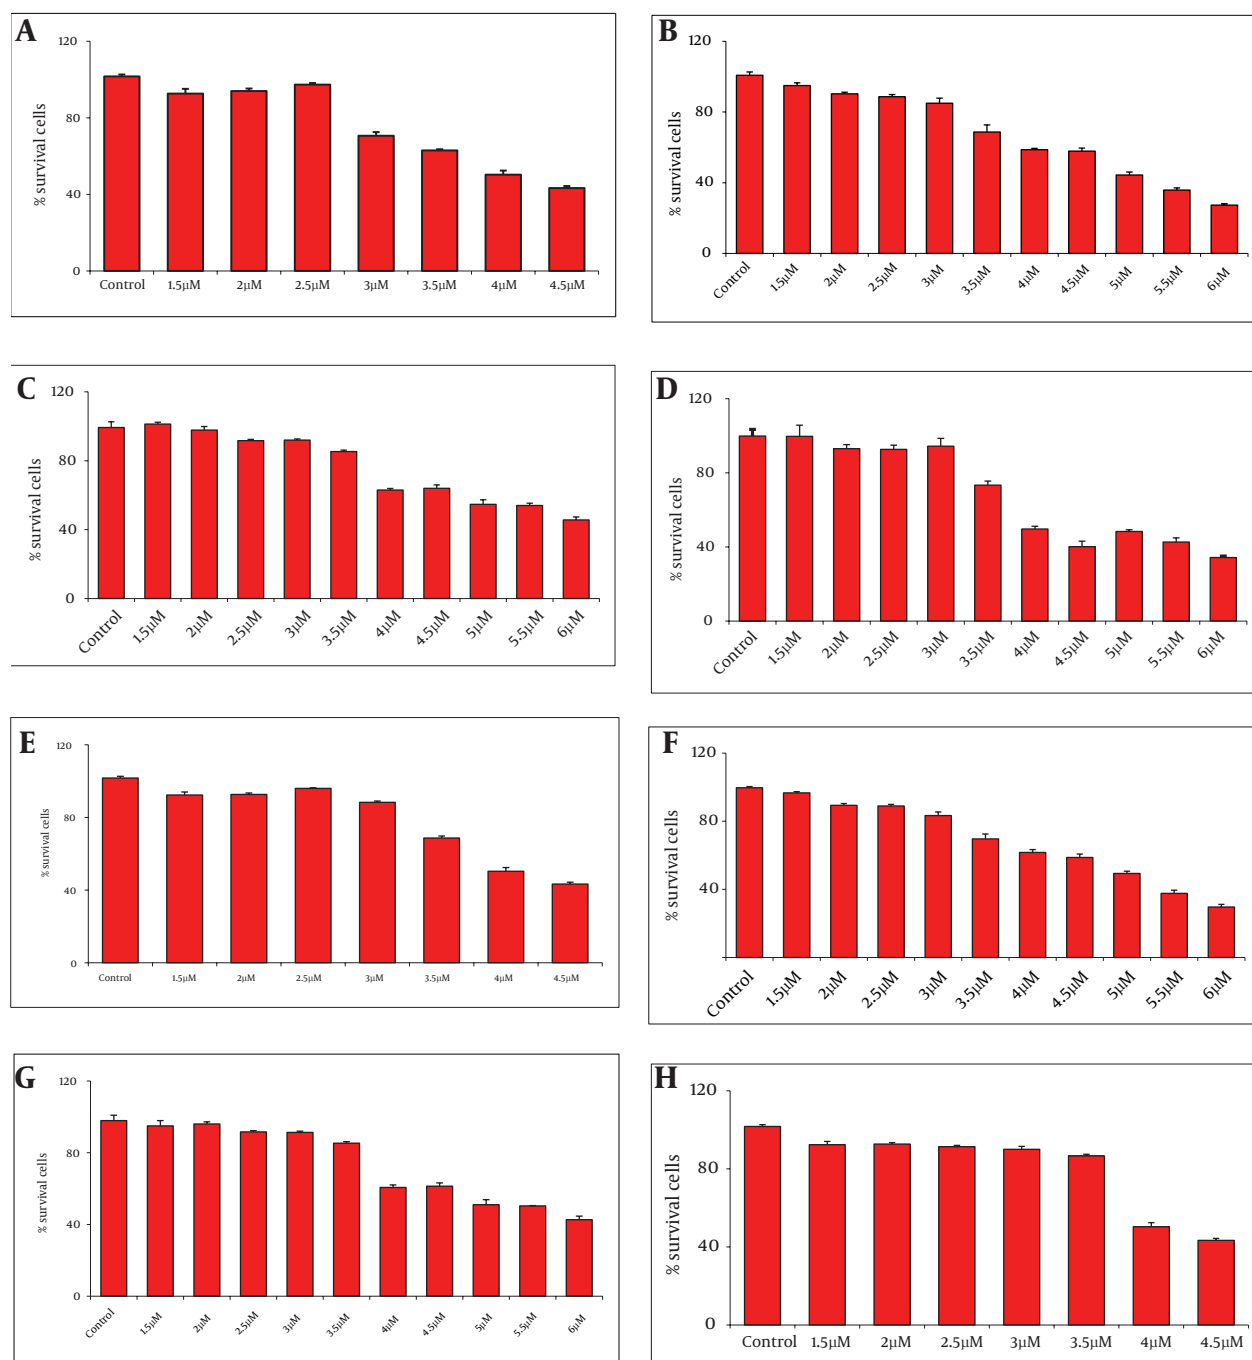 A
120
80
40
0
% survival cells
Control 1.5µM 2µM 2.5µM 3µM 3.5µM 4µM 4.5µM
B
120
80
40
0
% survival cells
Control 1.5µM 2µM 2.5µM 3µM 3.5µM 4µM 4.5µM 5µM 5.5µM 6µM
C
120
80
40
0
% survival cells
Control 1.5µM 2µM 2.5µM 3µM 3.5µM 4µM 4.5µM 5µM 5.5µM 6µM
D
120
80
40
0
% survival cells
Control 1.5µM 2µM 2.5µM 3µM 3.5µM 4µM 4.5µM 5µM 5.5µM 6µM
E
120
80
40
0
% survival cells
Control 1.5µM 2µM 2.5µM 3µM 3.5µM 4µM 4.5µM
F
120
80
40
% survival cells
Control 1.5µM 2µM 2.5µM 3µM 3.5µM 4µM 4.5µM 5µM 5.5µM 6µM
G
120
80
40
0
% survival cells
Control 1.5µM 2µM 2.5µM 3µM 3.5µM 4µM 4.5µM 5µM 5.5µM 6µM
H
120
80
40
0
% survival cells
Control 1.5µM 2µM 2.5µM 3µM 3.5µM 4µM 4.5µM